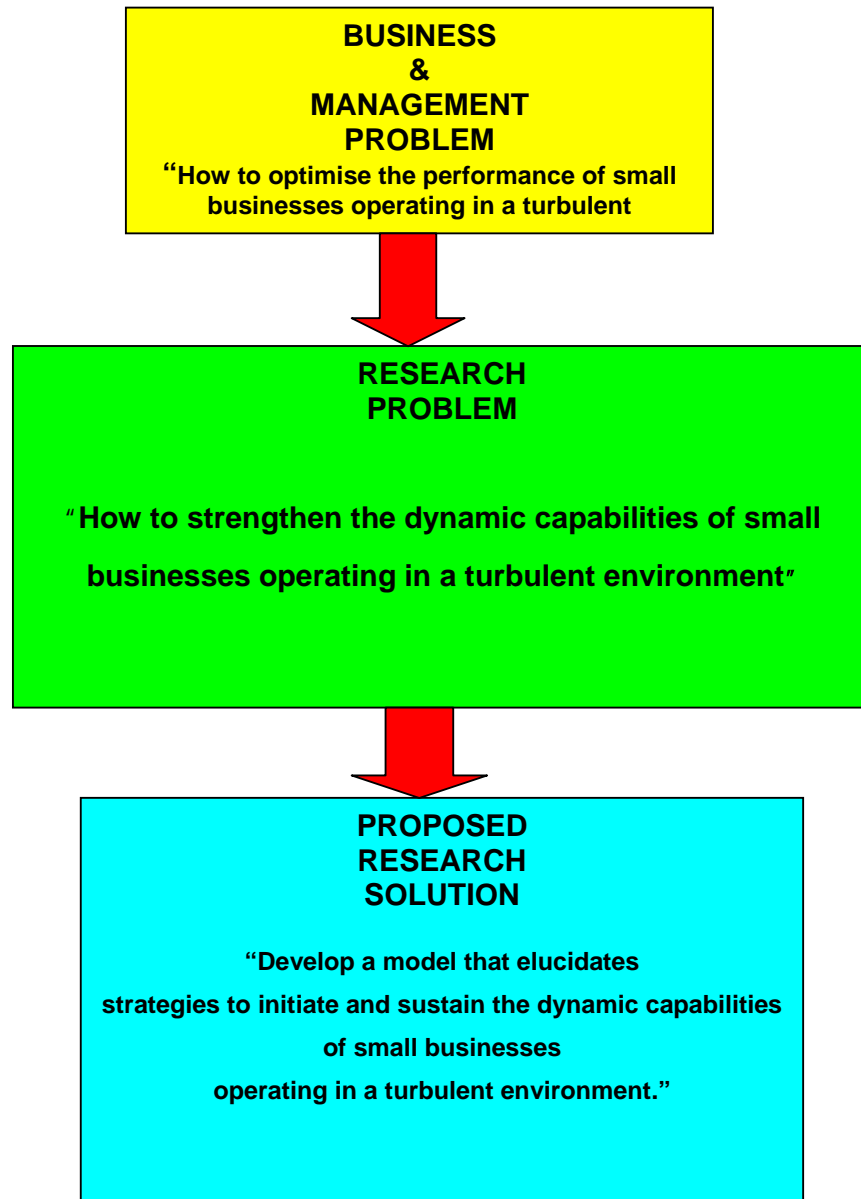 BUSINESS
&
MANAGEMENT
PROBLEM
“How to optimise the performance of small
businesses operating in a turbulent
RESEARCH
PROBLEM
“How to strengthen the dynamic capabilities of small
businesses operating in a turbulent environment”
PROPOSED
RESEARCH
SOLUTION
“Develop a model that elucidates
strategies to initiate and sustain the dynamic capabilities
of small businesses
operating in a turbulent environment.”